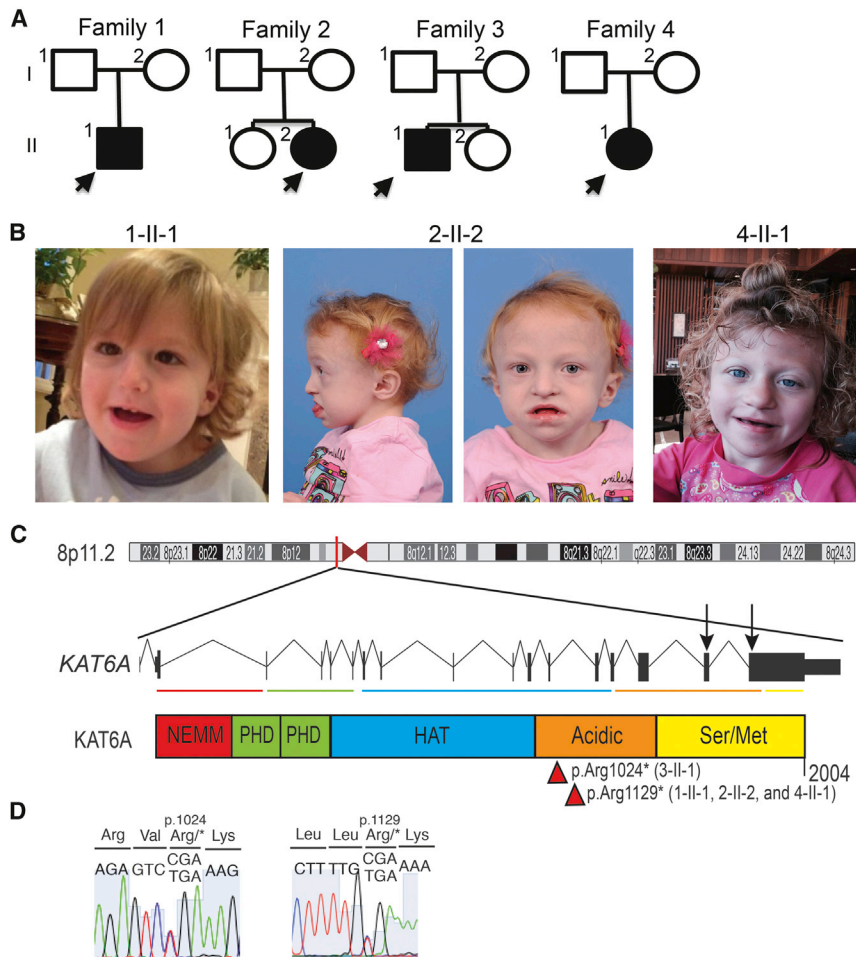 A
Family 1 Family 2 Family 3 Family 4
1 2 1 2 1 2 1 2
I
II 1 1 2 1 2 1
B 1-II-1 2-II-2 4-II-1
smile
C
8p11.2 23.2 8p23.1 8p22 21.3 21.2 8p12 8q12.1 12.3 8q21.3 8q22.1 q22.3 23.1 8q23.3 24.13 24.22 8q24.3
KAT6A
KAT6A NEMM PHD PHD HAT Acidic Ser/Met
2004
p.Arg1024* (3-II-1)
p.Arg1129* (1-II-1, 2-II-2, and 4-II-1)
D
p.1024 p.1129
Arg Val Arg/* Lys Leu Leu Arg/* Lys
AGA GTC CGA AAG CTT TTG CGA AAA
TGA TGA